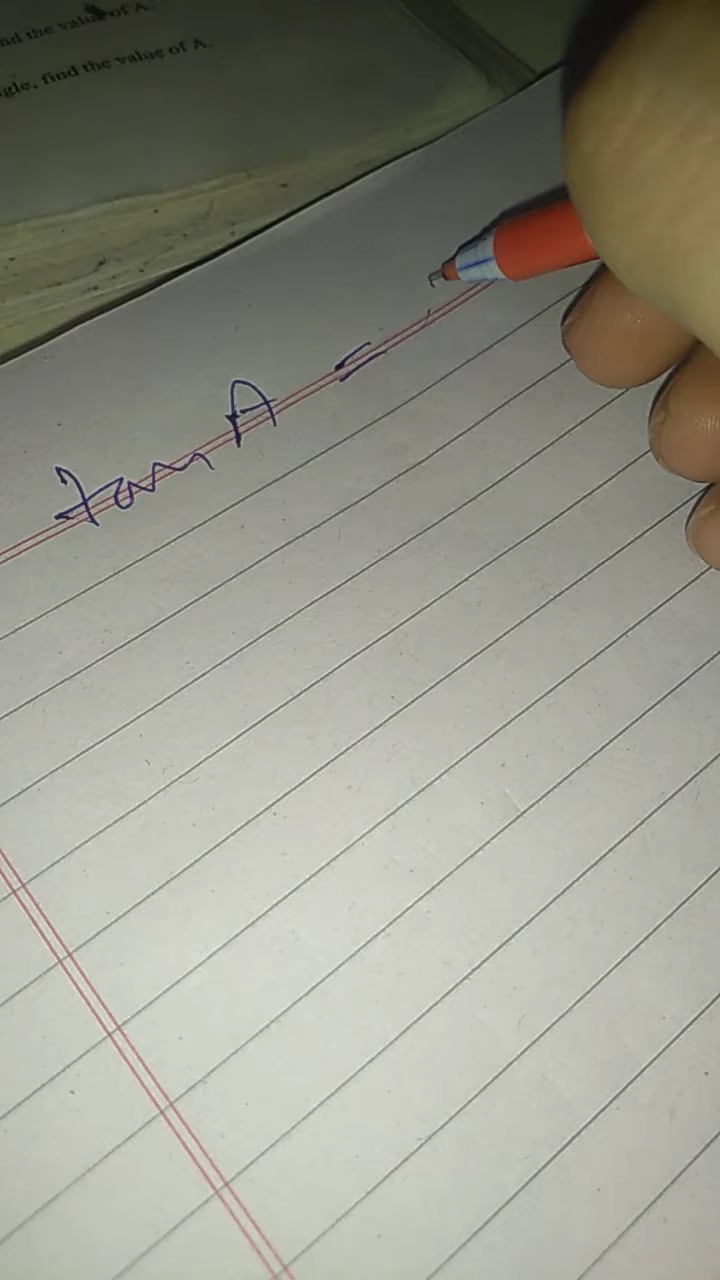 nd the value of A.
gle, find the value of A.
tan A =